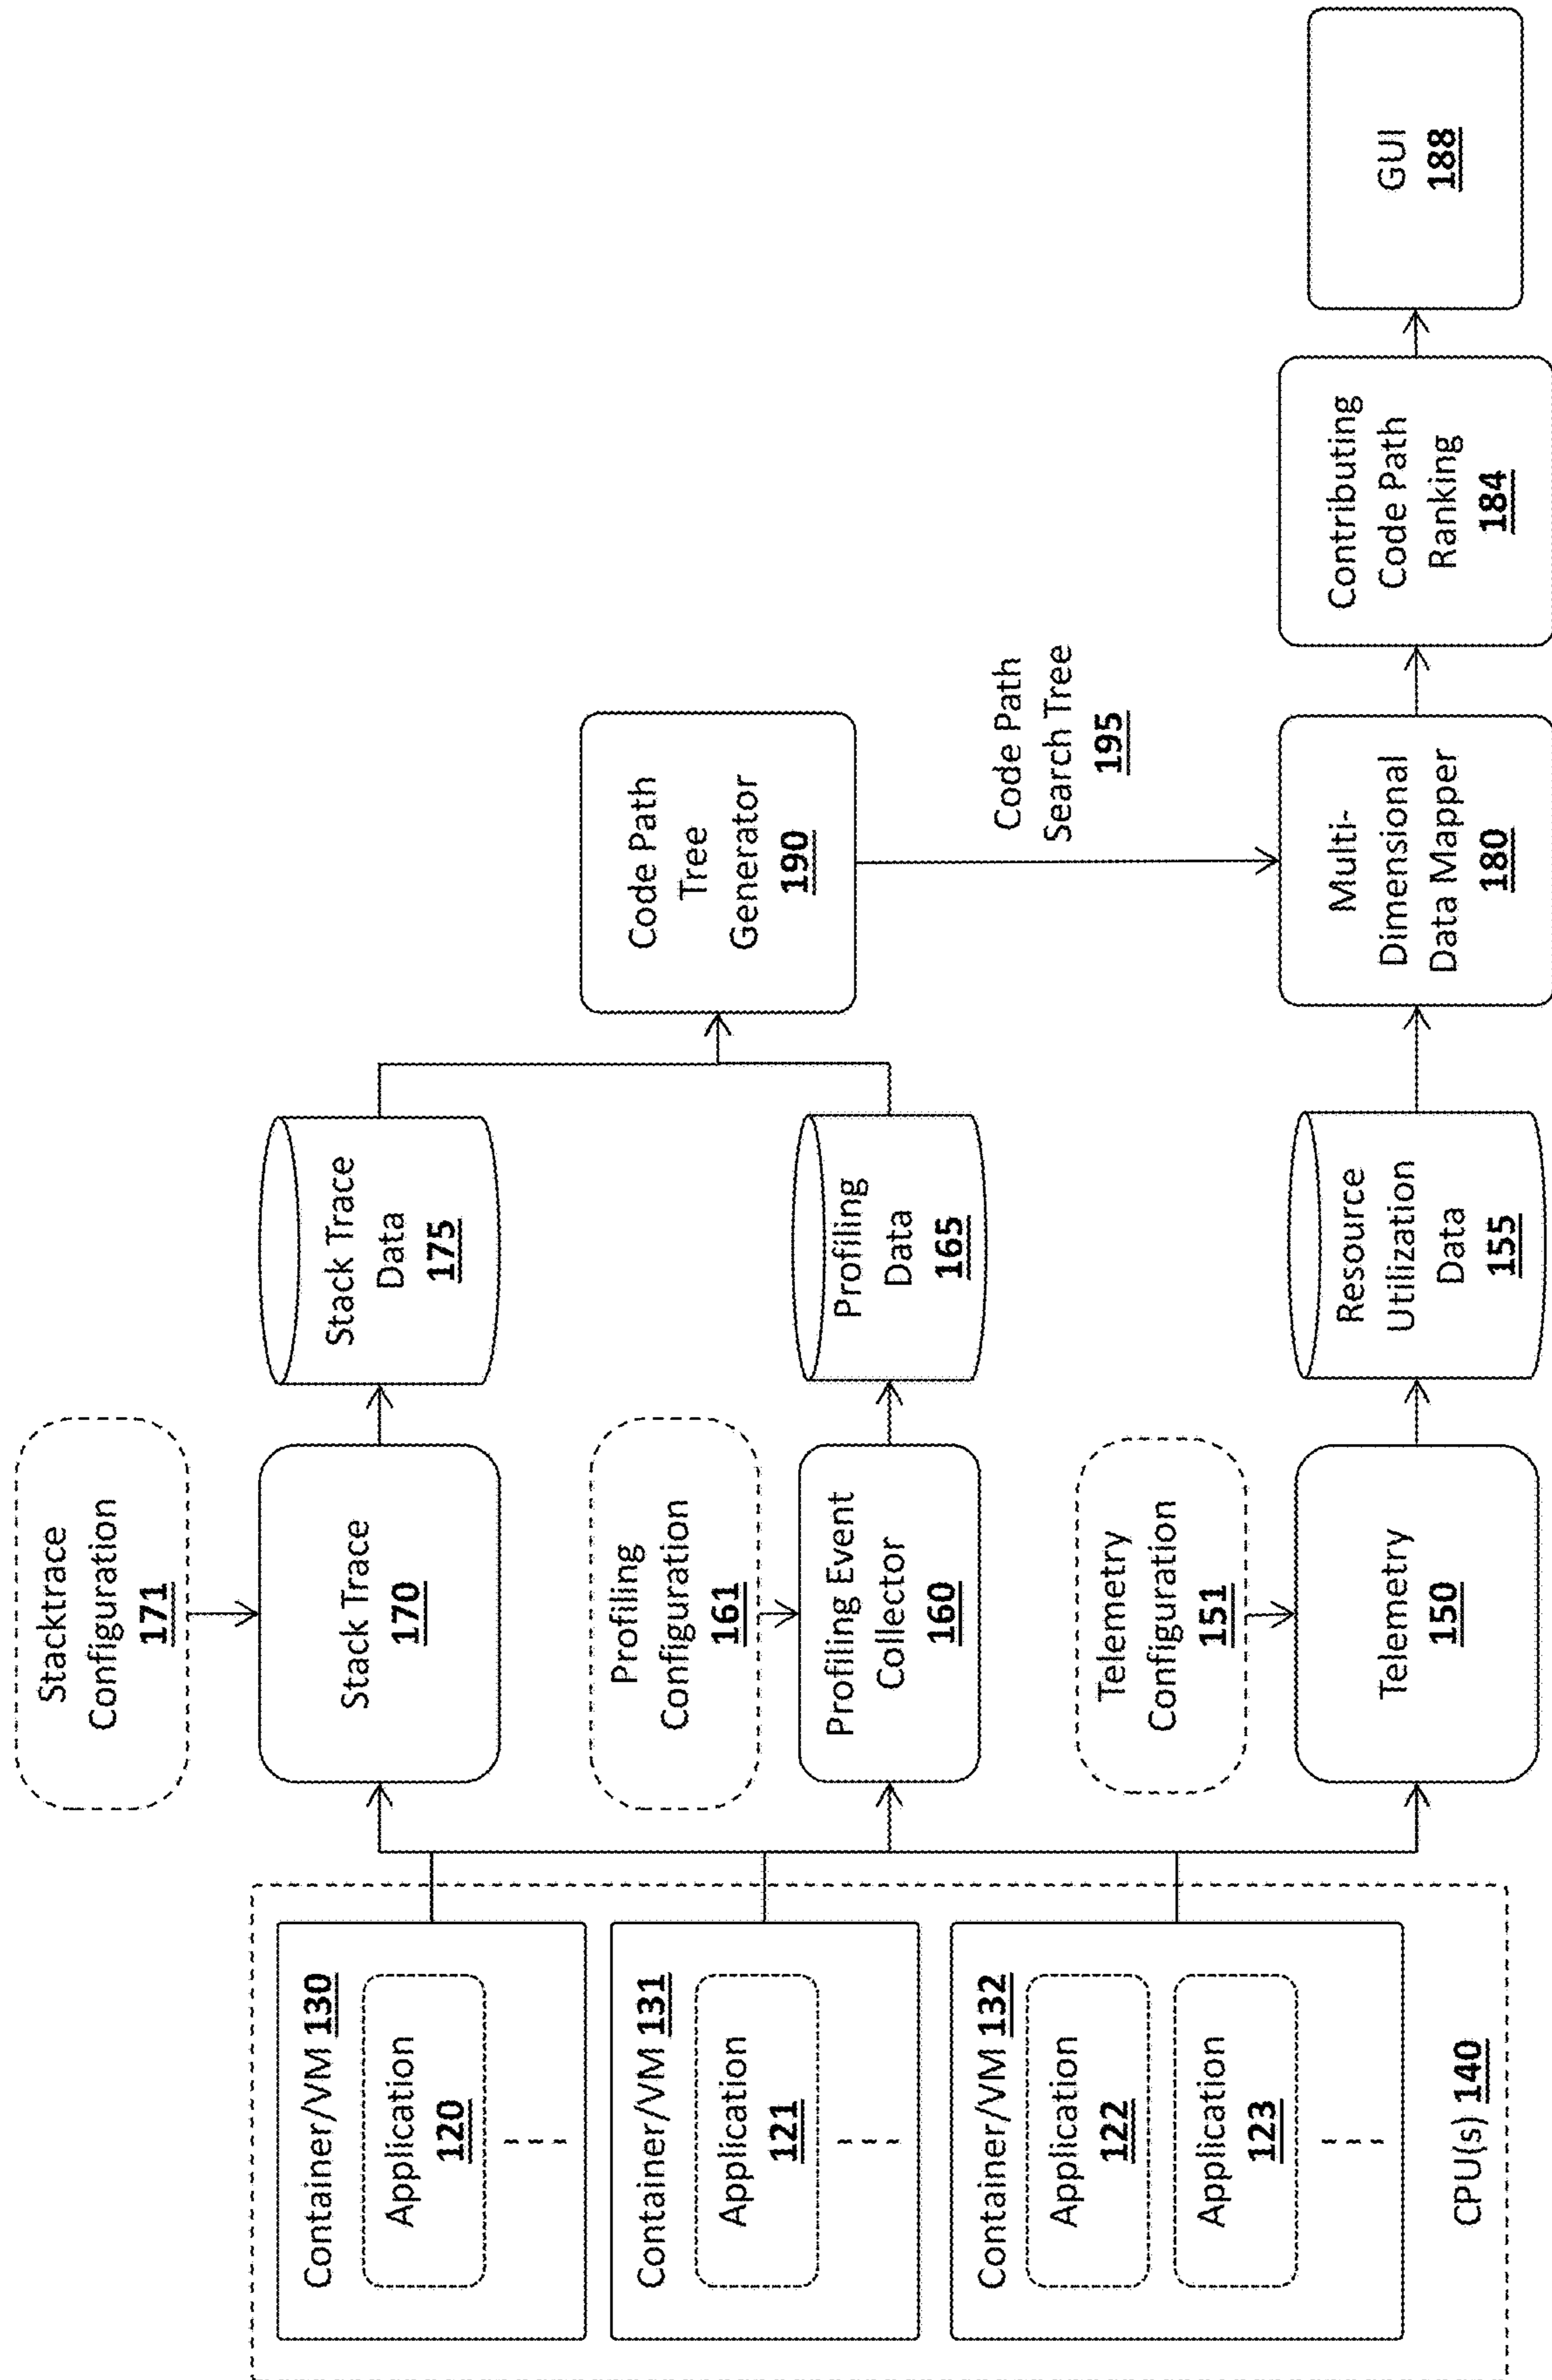 Stacktrace
Configuration
171
Stack Trace
170
Stack Trace
Data
175
Container/VM 130
Application
120
Container/VM 131
Application
121
Container/VM 132
Application
122
Application
123
CPU(s) 140
Profiling
Configuration
161
Profiling Event
Collector
160
Profiling
Data
165
Code Path
Tree
Generator
190
Code Path
Search Tree
195
Telemetry
Configuration
151
Telemetry
150
Resource
Utilization
Data
155
Multi-
Dimensional
Data Mapper
180
Contributing
Code Path
Ranking
184
GUI
188